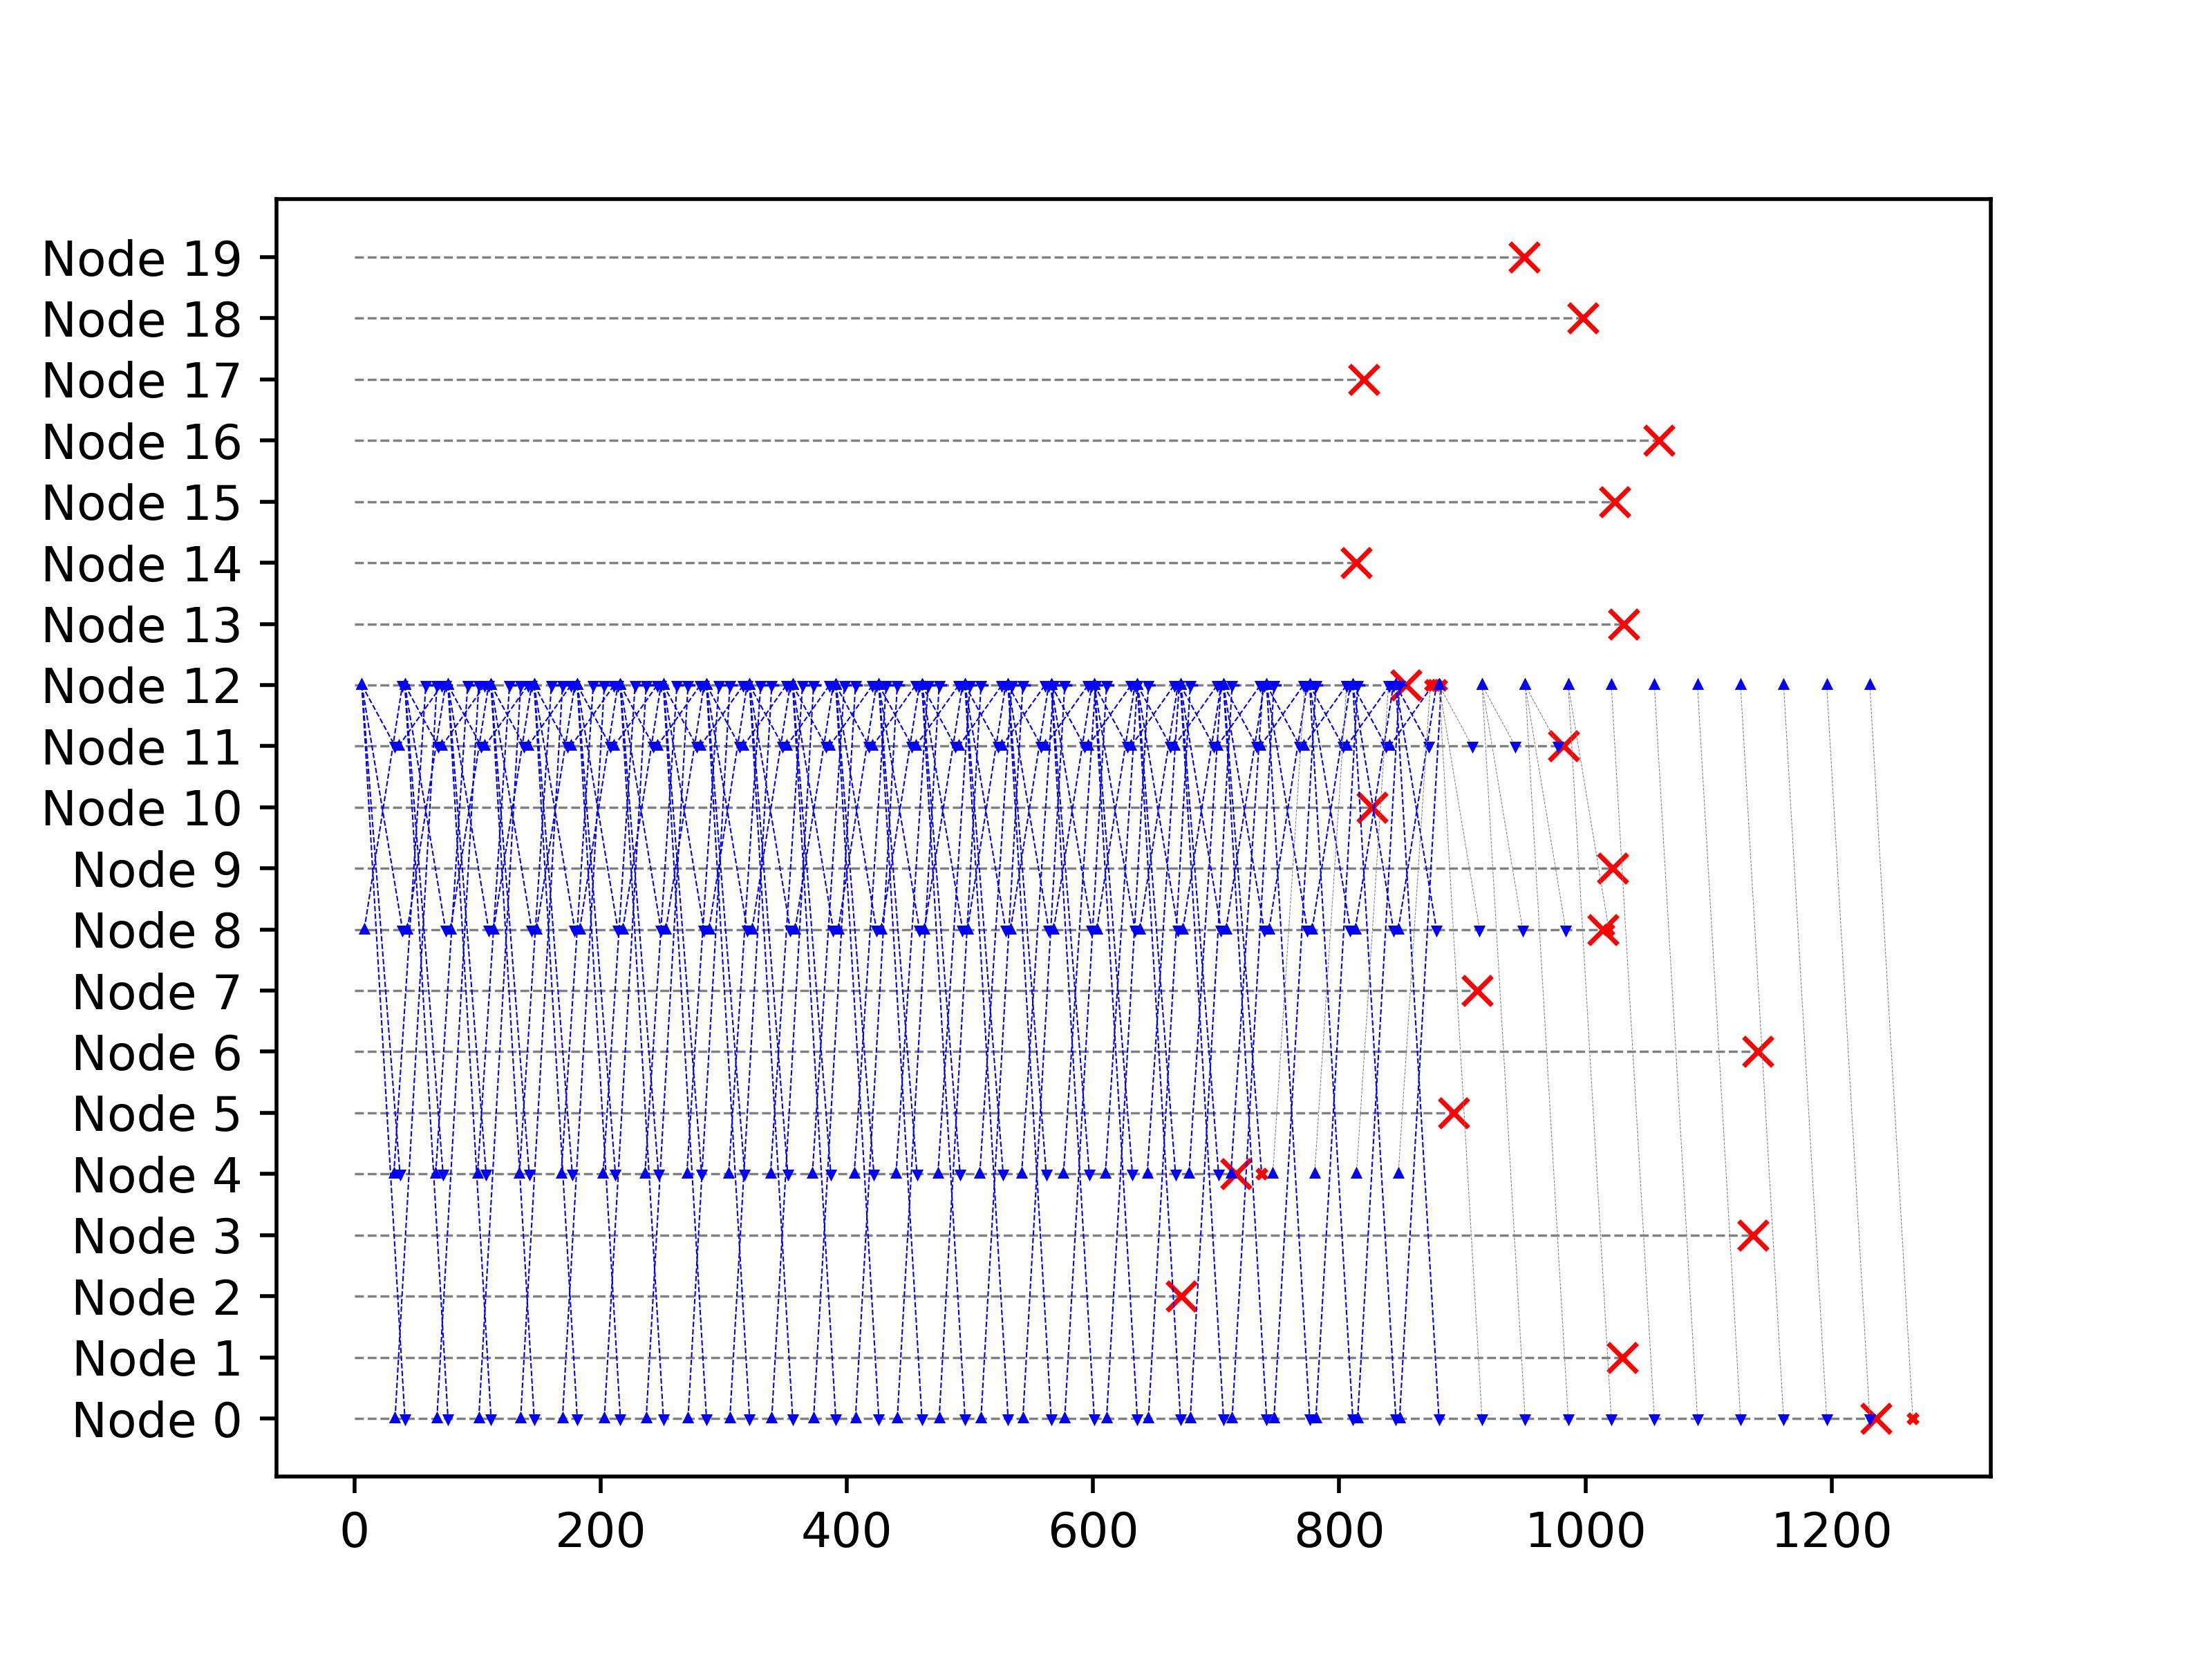 Node 19
Node 18
Node 17
Node 16
Node 15
Node 14
Node 13
Node 12
Node 11
Node 10
Node 9
Node 8
Node 7
Node 6
Node 5
Node 4
Node 3
Node 2
Node 1
Node 0
0 200 400 600 800 1000 1200